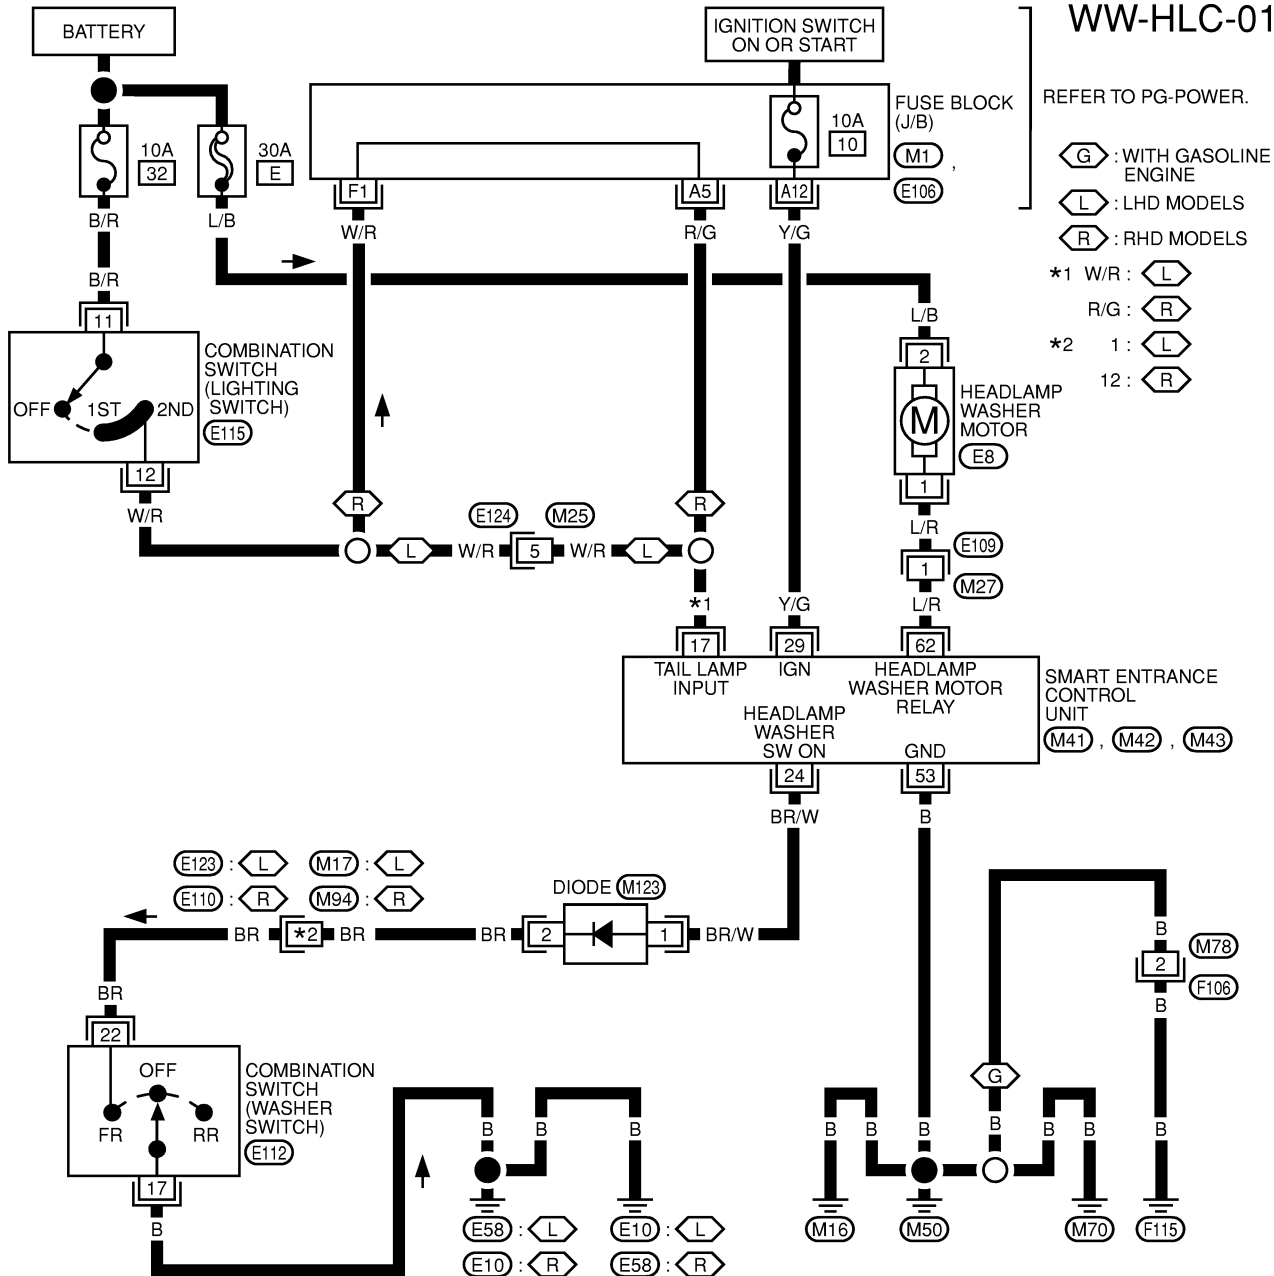 WW-HLC-01
BATTERY
IGNITION SWITCH
ON OR START
REFER TO PG-POWER.
FUSE BLOCK
(J/B)
M1 ,
E106
10A
32
30A
E
10A
10
G : WITH GASOLINE
ENGINE
L : LHD MODELS
R : RHD MODELS
*1 W/R : L
R/G : R
*2 1 : L
12 : R
F1
A5
A12
B/R
L/B
W/R
R/G
Y/G
B/R
11
COMBINATION
SWITCH
(LIGHTING
SWITCH)
E115
OFF
1ST
2ND
12
W/R
L/B
2
M
HEADLAMP
WASHER
MOTOR
E8
1
L/R
E109
1
M27
L/R
R
R
E124
M25
L
W/R
5
W/R
L
*1
Y/G
17
29
62
TAIL LAMP
INPUT
IGN
HEADLAMP
WASHER MOTOR
RELAY
HEADLAMP
WASHER
SW ON
GND
SMART ENTRANCE
CONTROL
UNIT
M41 , M42 , M43
24
53
BR/W
B
E123 : L
M17 : L
E110 : R
M94 : R
DIODE M123
BR
*2
BR
BR
2
1
BR/W
BR
22
COMBINATION
SWITCH
(WASHER
SWITCH)
E112
OFF
FR
RR
17
B
B
2
M78
F106
B
G
B
B
B
B
B
B
B
B
B
E58 : L
E10 : L
M16
M50
M70
F115
E10 : R
E58 : R